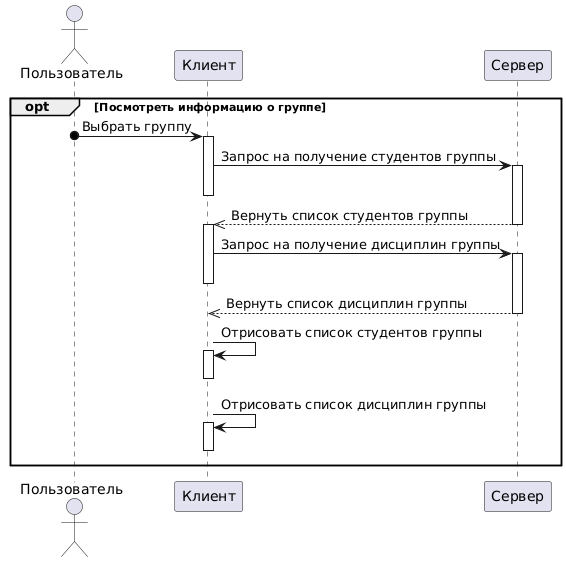 Пользователь
Клиент
Сервер
opt [Посмотреть информацию о группе]
Выбрать группу
Запрос на получение студентов группы
Вернуть список студентов группы
Запрос на получение дисциплин группы
Вернуть список дисциплин группы
Отрисовать список студентов группы
Отрисовать список дисциплин группы
Пользователь
Клиент
Сервер